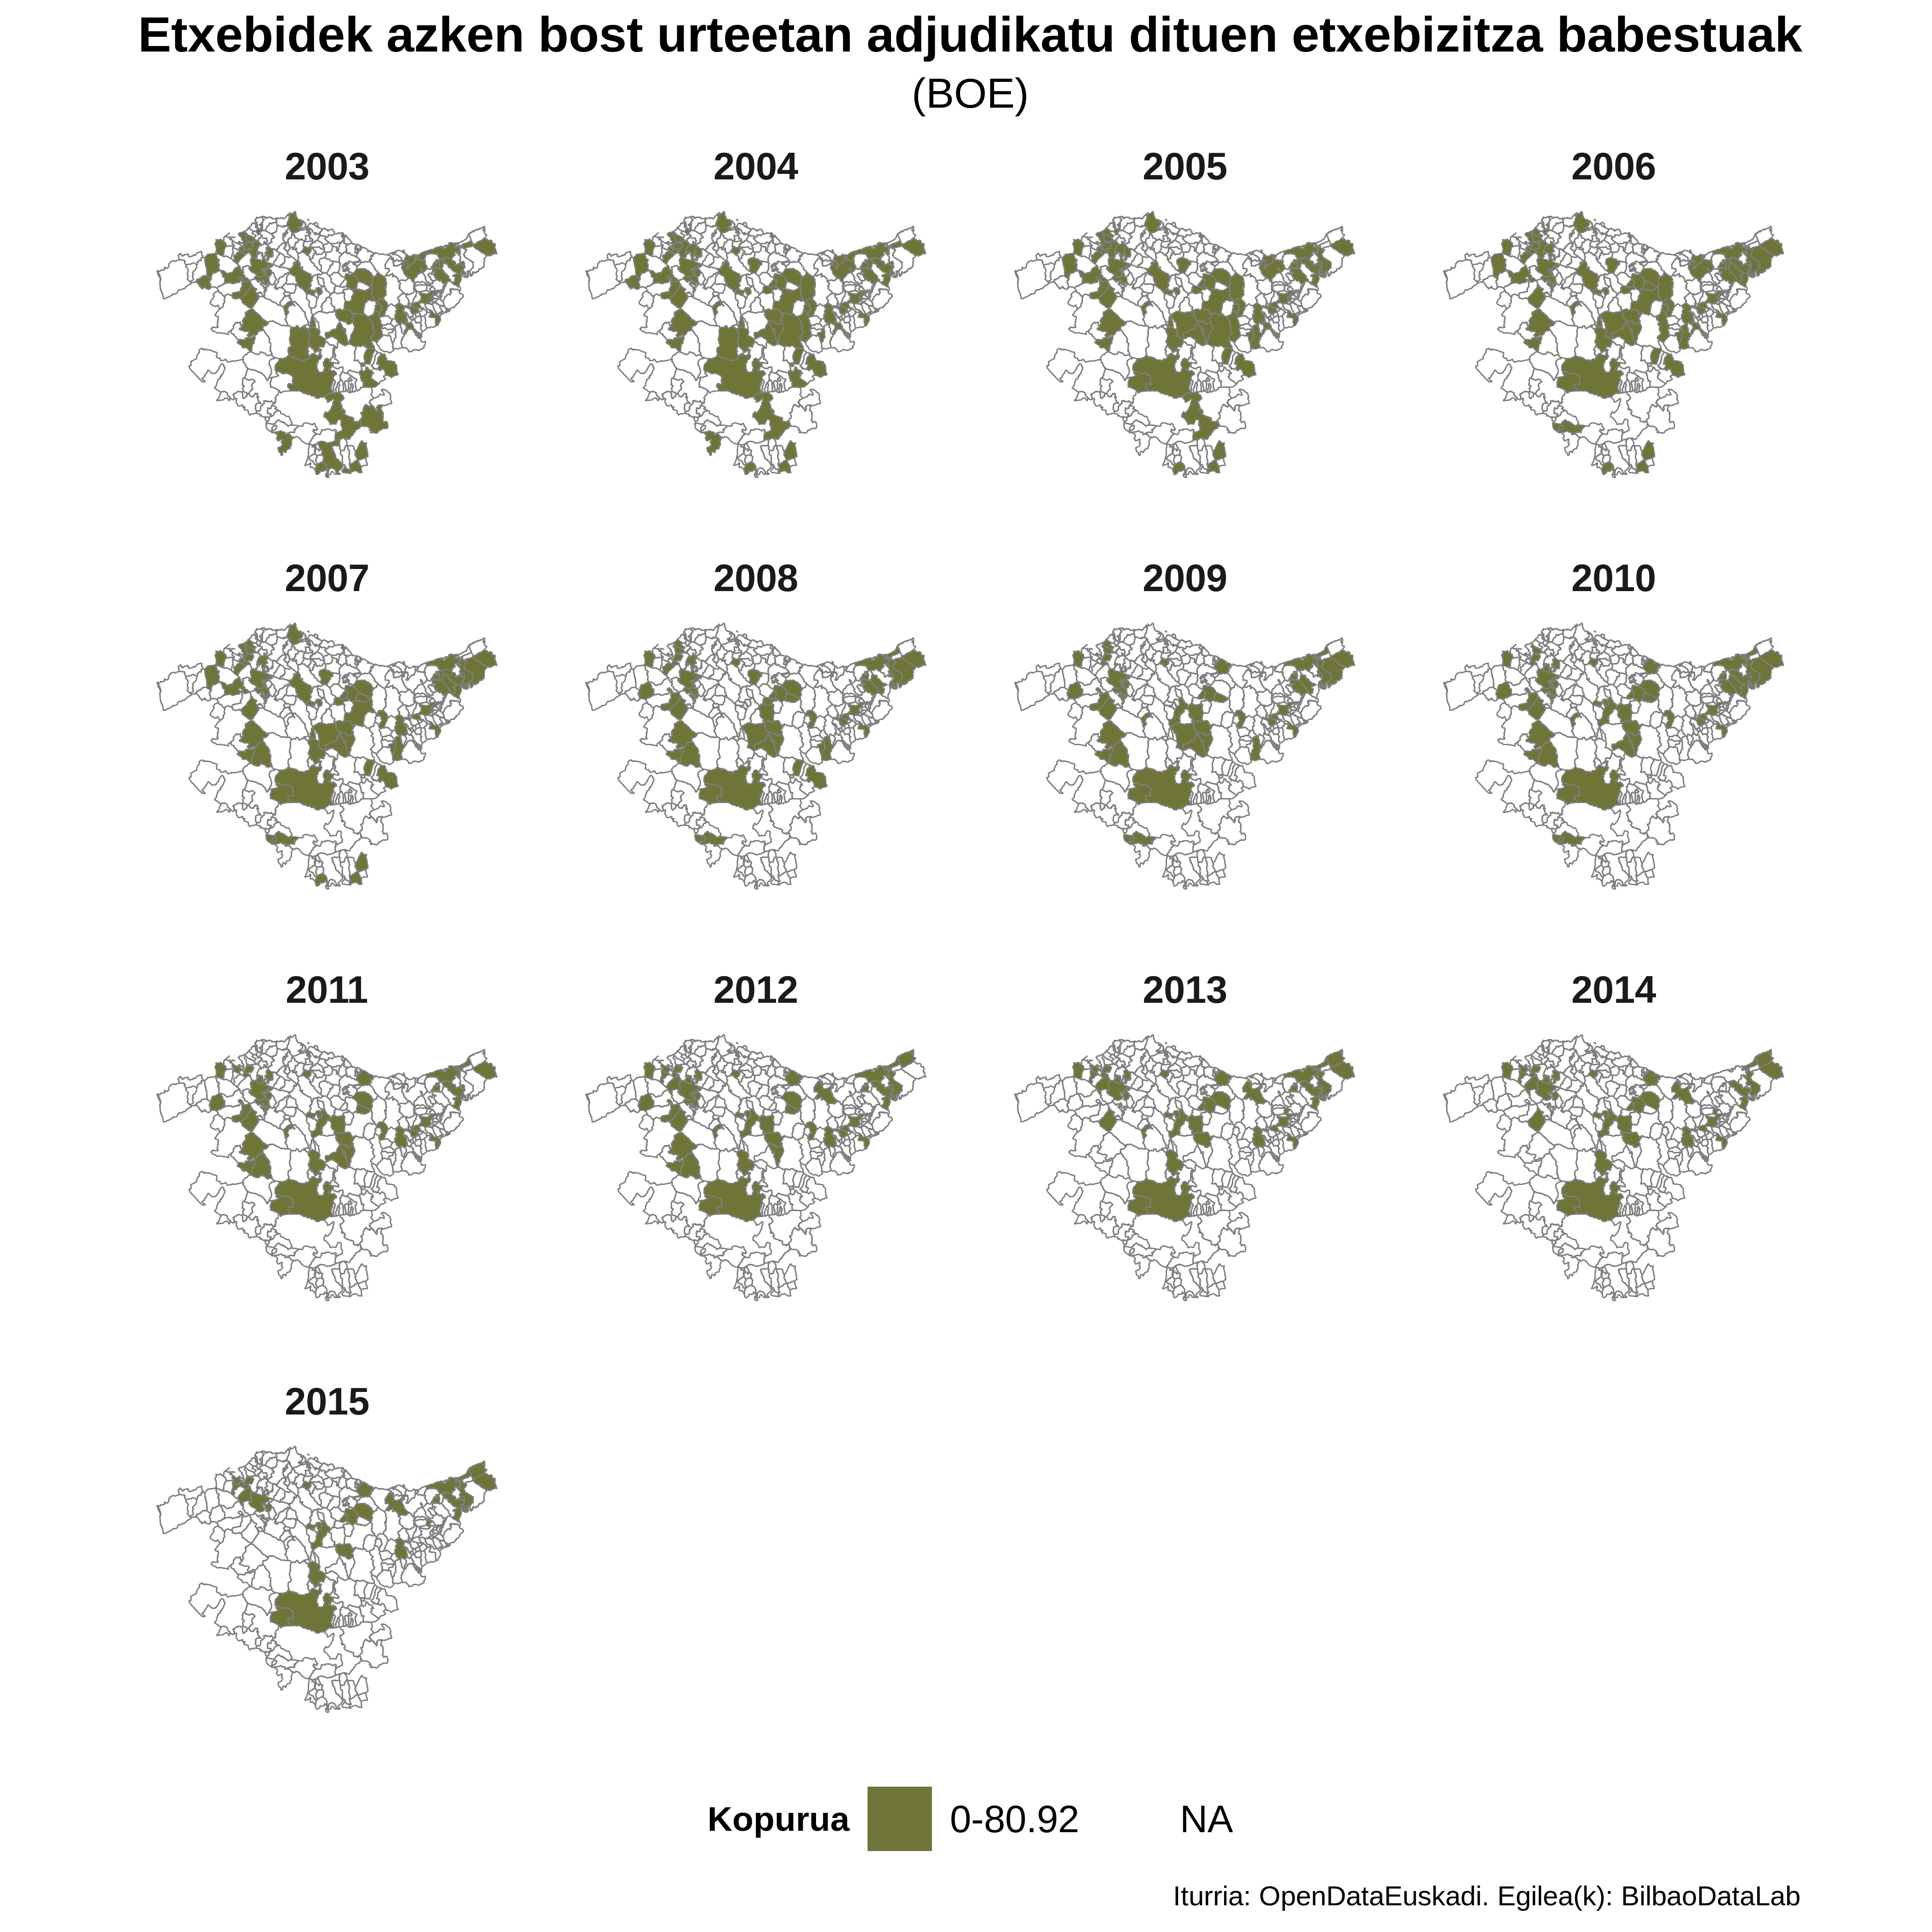 Etxebidek azken bost urteetan adjudikatu dituen etxebizitza babestuak
(BOE)
2003 2004 2005 2006
2007 2008 2009 2010
2011 2012 2013 2014
2015
Kopurua 0-80.92 NA
Iturria: OpenDataEuskadi. Egilea(k): BilbaoDataLab